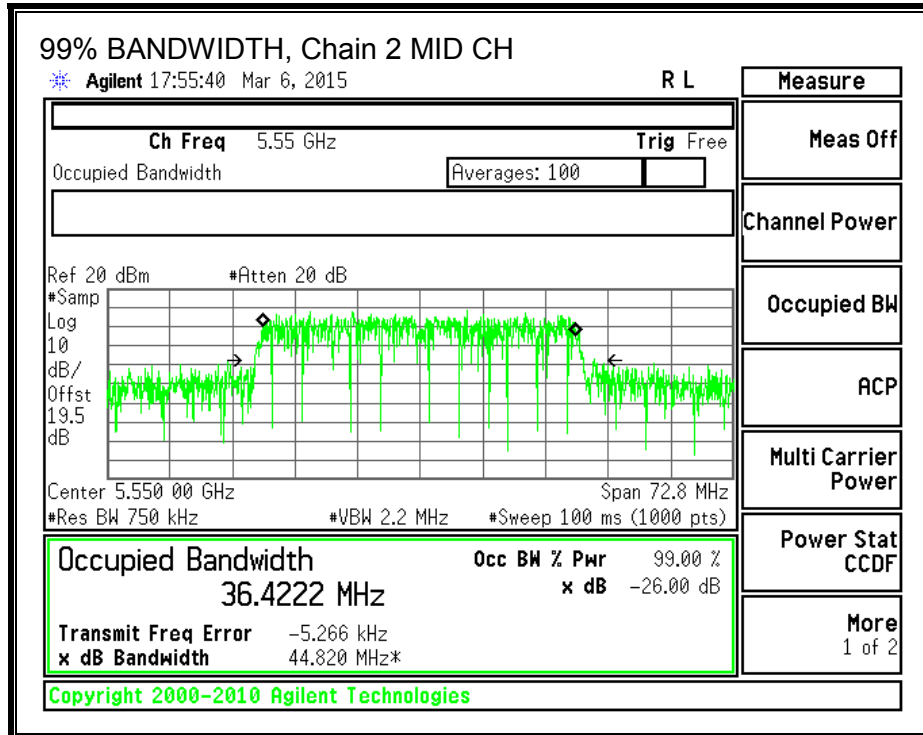 99% BANDWIDTH, Chain 2 MID CH
Agilent 17:55:40 Mar 6, 2015 R L
Measure
Ch Freq 5.55 GHz Trig Free
Meas Off
Occupied Bandwidth Averages: 100
Channel Power
Ref 20 dBm #Atten 20 dB
#Samp
Log
10
dB/
Offst
19.5
dB
Occupied BW
ACP
Center 5.550 00 GHz Span 72.8 MHz
#Res BW 750 kHz #VBW 2.2 MHz #Sweep 100 ms (1000 pts)
Multi Carrier
Power
Occupied Bandwidth Occ BW % Pwr 99.00 %
36.4222 MHz x dB -26.00 dB
Transmit Freq Error -5.266 kHz
x dB Bandwidth 44.820 MHz*
Power Stat
CCDF
More
1 of 2
Copyright 2000-2010 Agilent Technologies